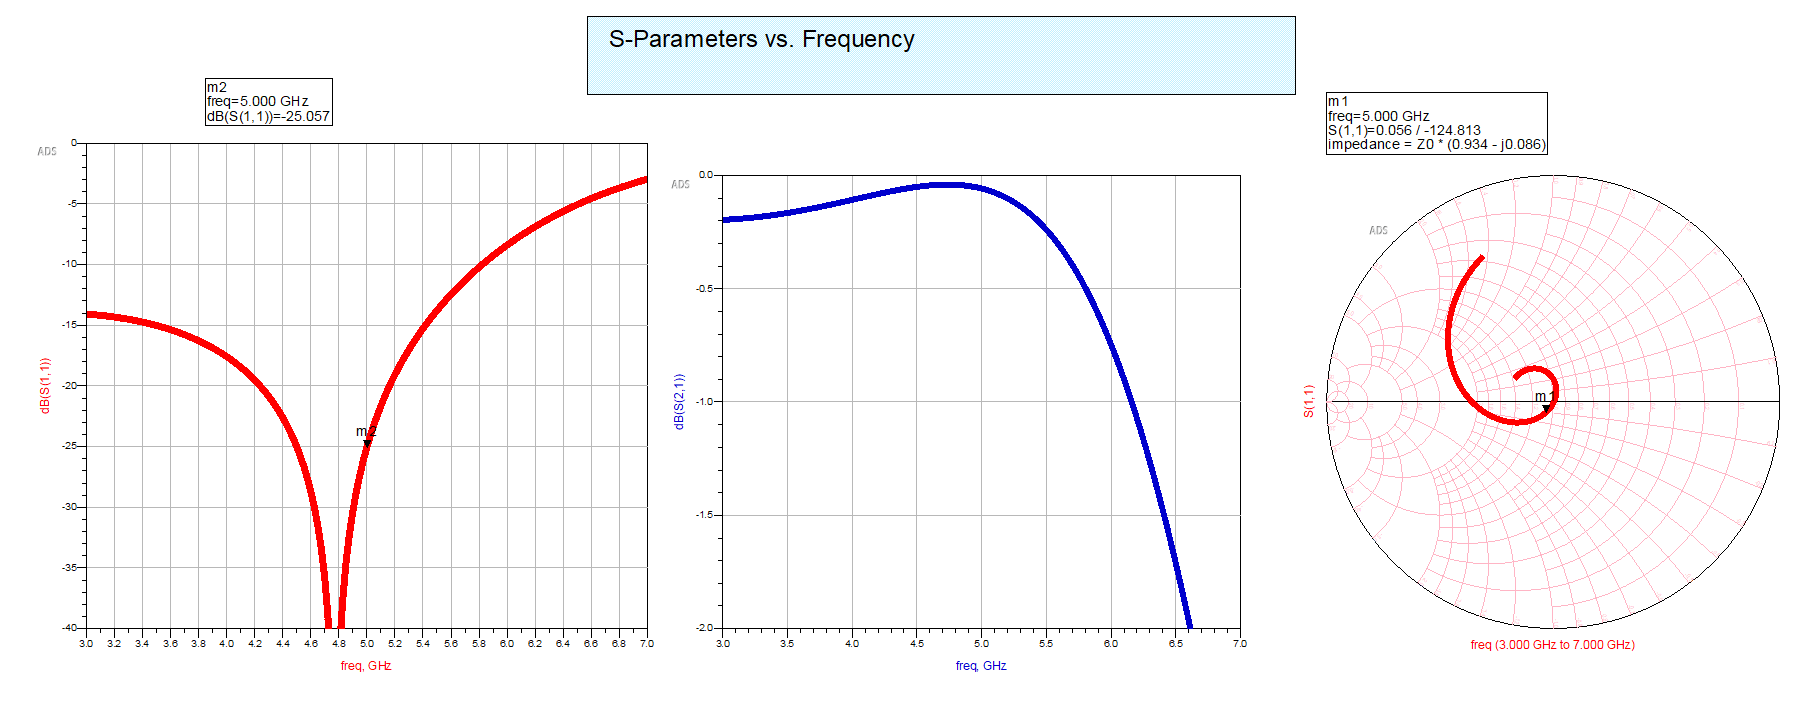 S-Parameters vs. Frequency
m2
freq=5.000 GHz
dB(S(1,1))=-25.057
m1
freq=5.000 GHz
S(1,1)=0.056 / -124.813
impedance = Z0 * (0.934 - j0.086)
ADS
0
-5
-10
-15
-20
-25
-30
-35
-40
dB(S(1,1))
m2
3.0 3.2 3.4 3.6 3.8 4.0 4.2 4.4 4.6 4.8 5.0 5.2 5.4 5.6 5.8 6.0 6.2 6.4 6.6 6.8 7.0
freq, GHz
ADS
0.0
-0.5
-1.0
-1.5
-2.0
dB(S(2,1))
3.0 3.5 4.0 4.5 5.0 5.5 6.0 6.5 7.0
freq, GHz
ADS
S(1,1)
m1
freq (3.000 GHz to 7.000 GHz)